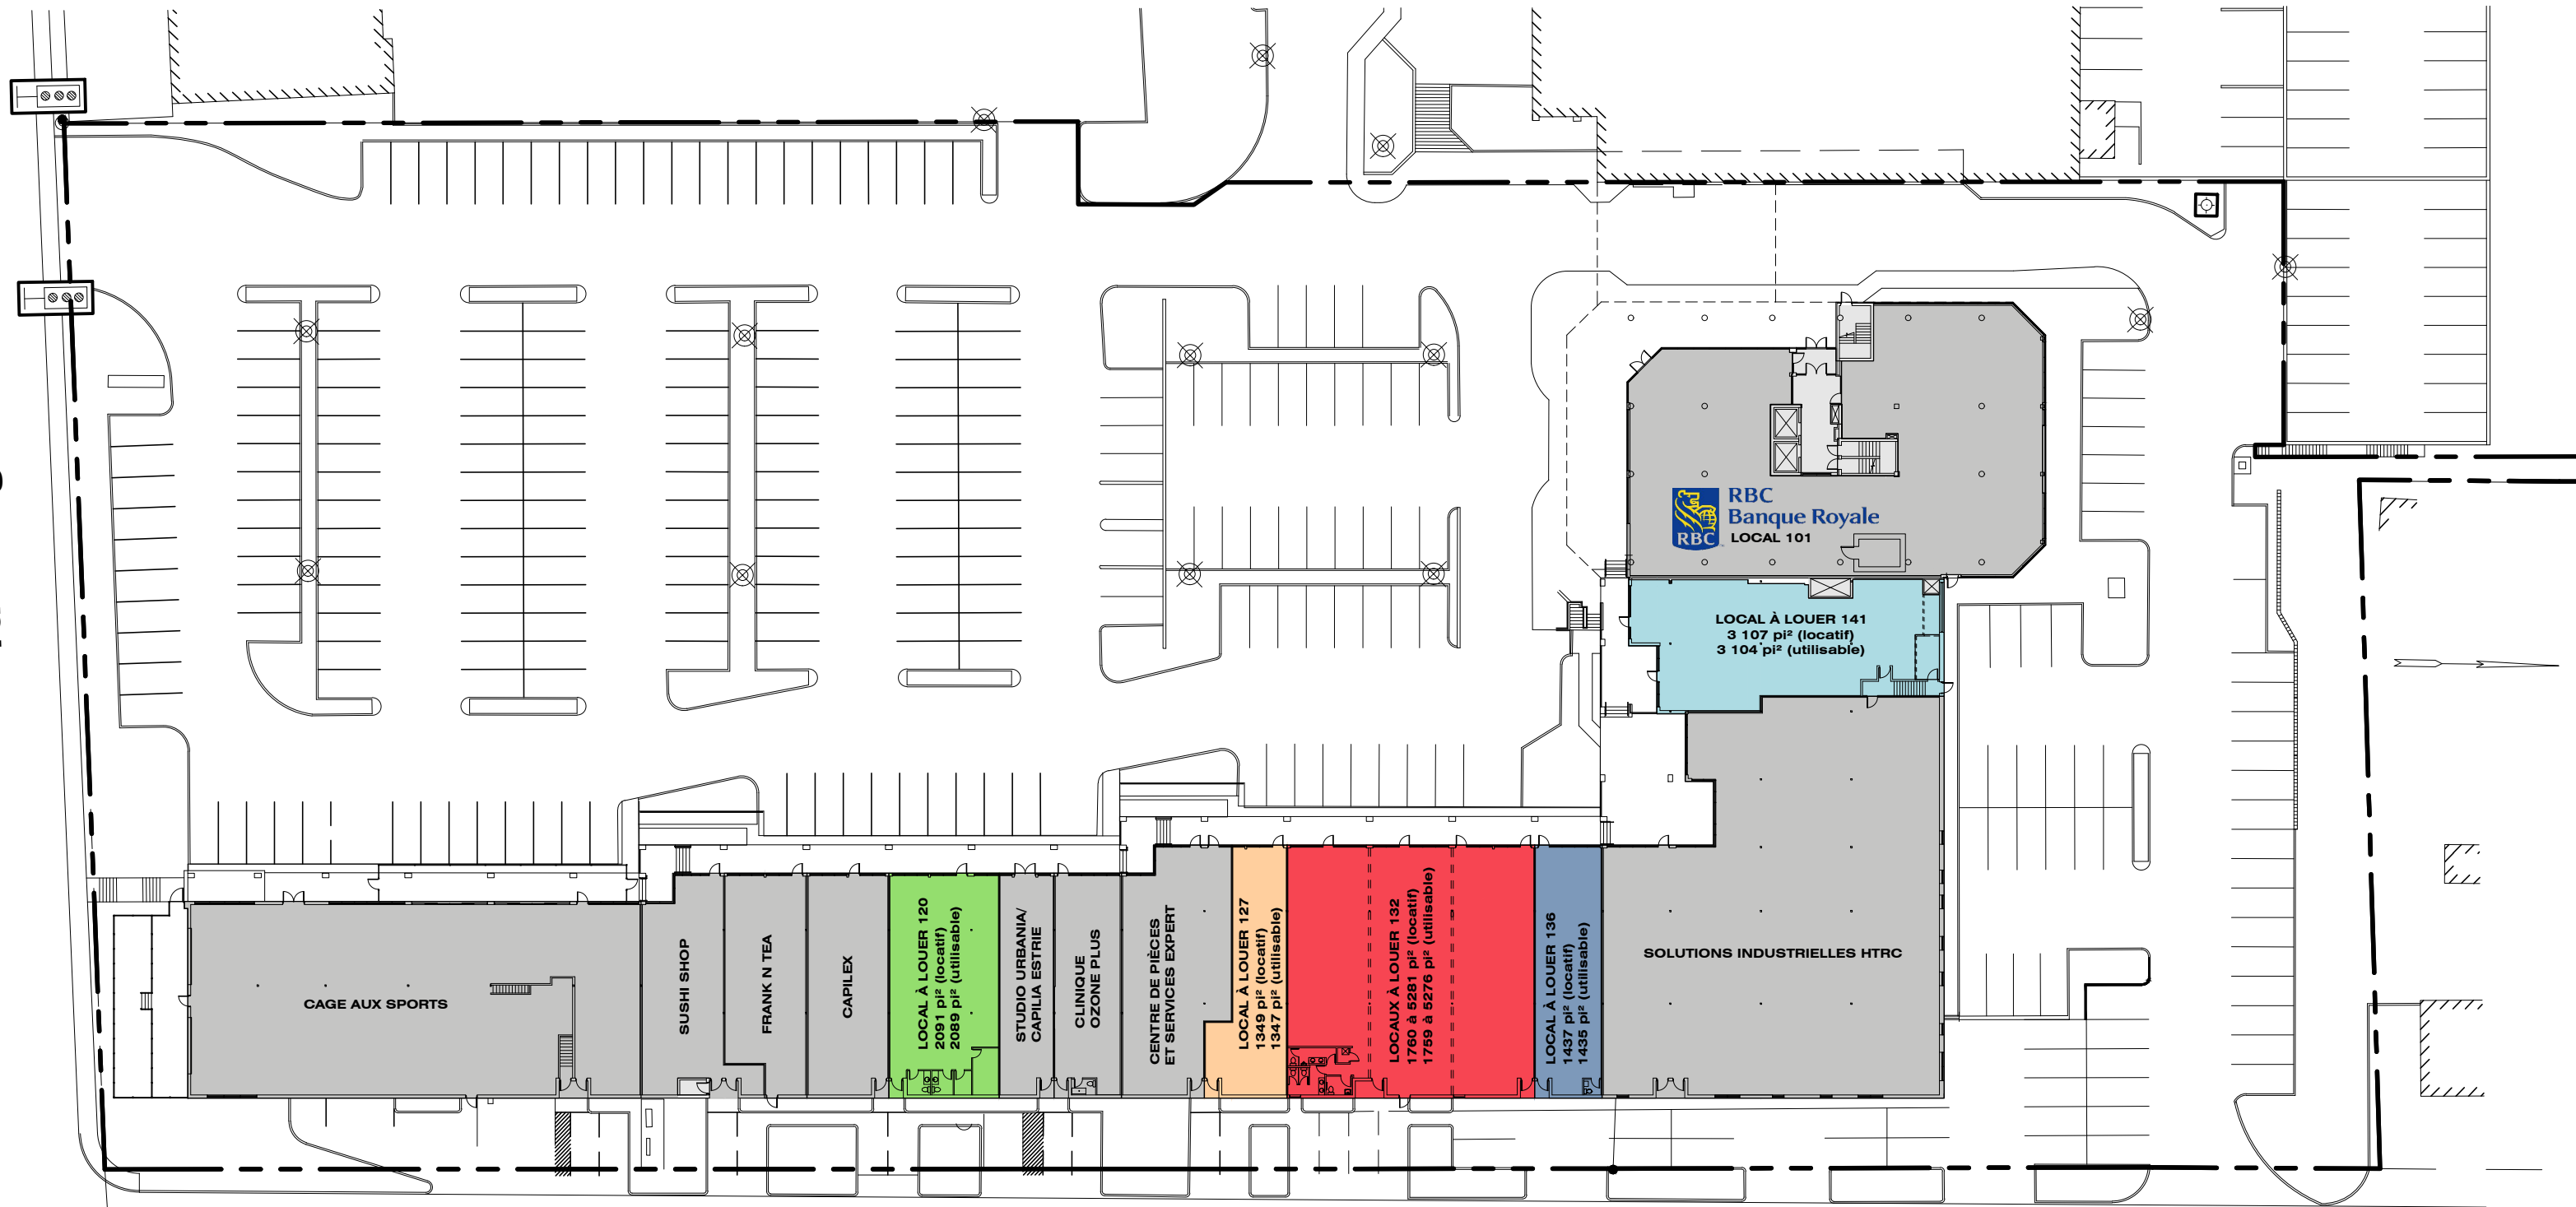 RBC
RBC
Banque Royale
LOCAL 101
LOCAL À LOUER 141
3 107 pi² (locatif)
3 104 pi² (utilisable)
CAGE AUX SPORTS
SUSHI SHOP
FRANK N TEA
CAPILEX
LOCAL À LOUER 120
2091 pi² (locatif)
2089 pi² (utilisable)
STUDIO URBANIA/
CAPILIA ESTRIE
CLINIQUE
OZONE PLUS
CENTRE DE PIÈCES
ET SERVICES EXPERT
LOCAL À LOUER 127
1349 pi² (locatif)
1347 pi² (utilisable)
LOCAUX À LOUER 132
1760 à 5281 pi² (locatif)
1759 à 5276 pi² (utilisable)
LOCAL À LOUER 136
1437 pi² (locatif)
1435 pi² (utilisable)
SOLUTIONS INDUSTRIELLES HTRC